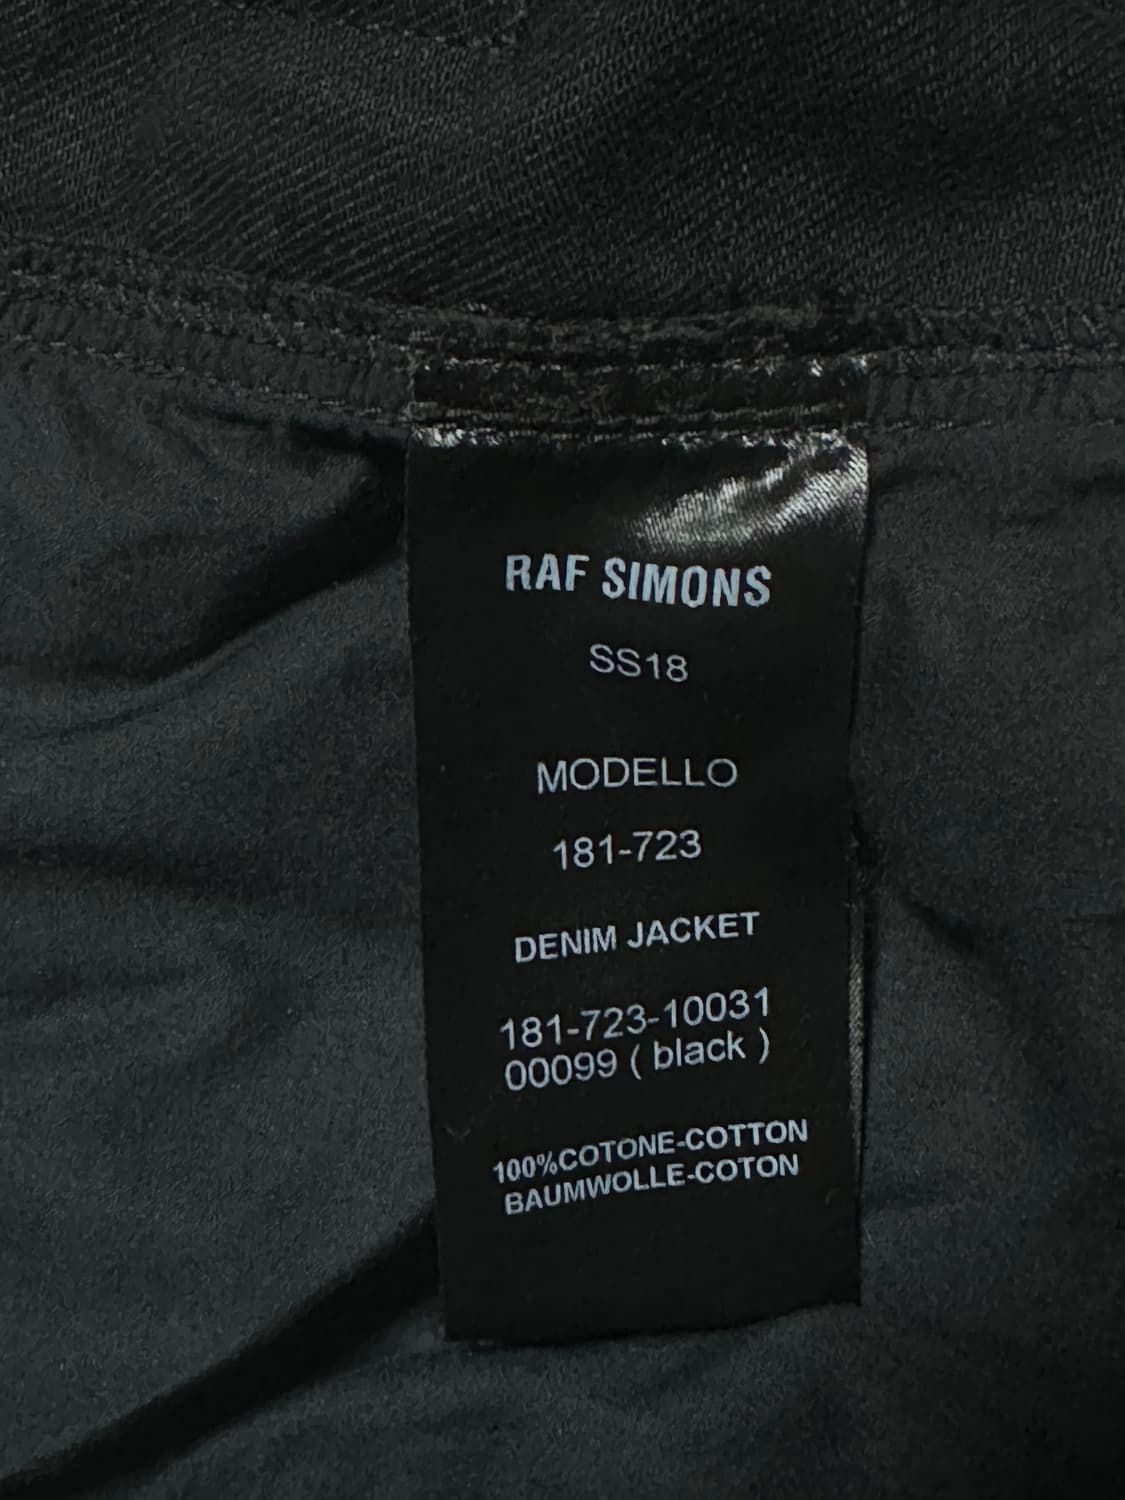 RAF SIMONS
SS18
MODELLO
181-723
DENIM JACKET
181-723-10031
00099 ( black )
100%COTONE-COTTON
BAUMWOLLE-COTON